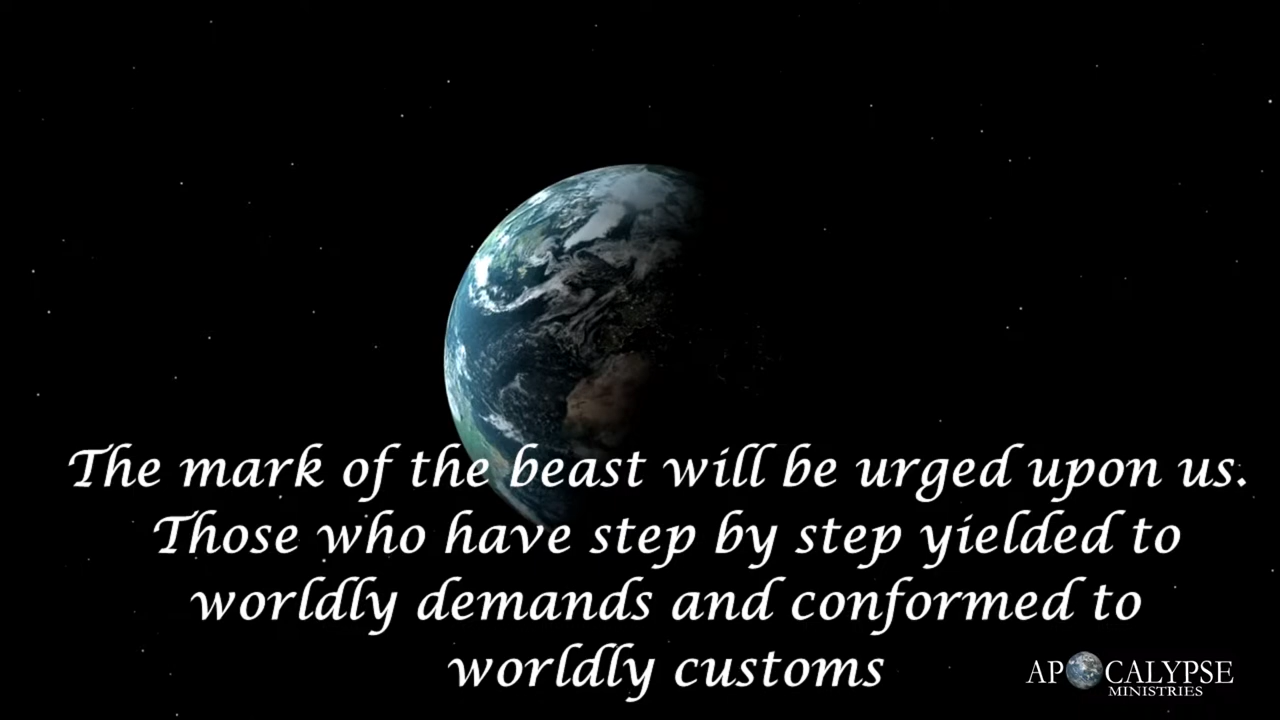 The mark of the beast will be urged upon us.
Those who have step by step yielded to
worldly demands and conformed to
worldly customs
APOCALYPSE
MINISTRIES